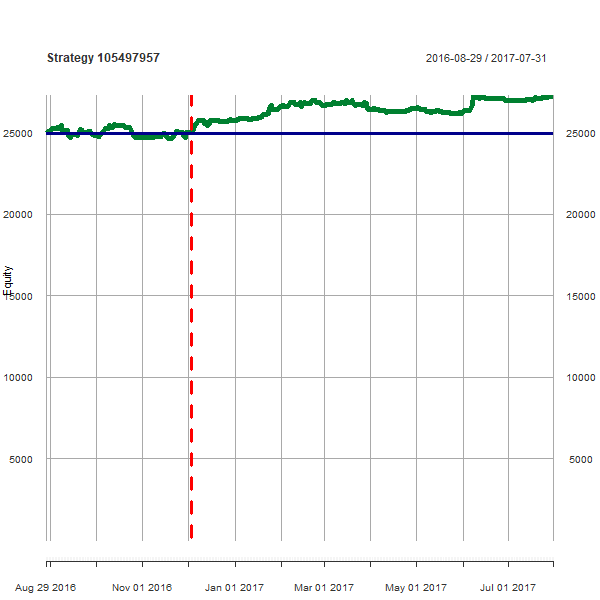 Strategy 105497957
2016-08-29 / 2017-07-31
Equity
25000
20000
15000
10000
5000
25000
20000
15000
10000
5000
Aug 29 2016
Nov 01 2016
Jan 01 2017
Mar 01 2017
May 01 2017
Jul 01 2017